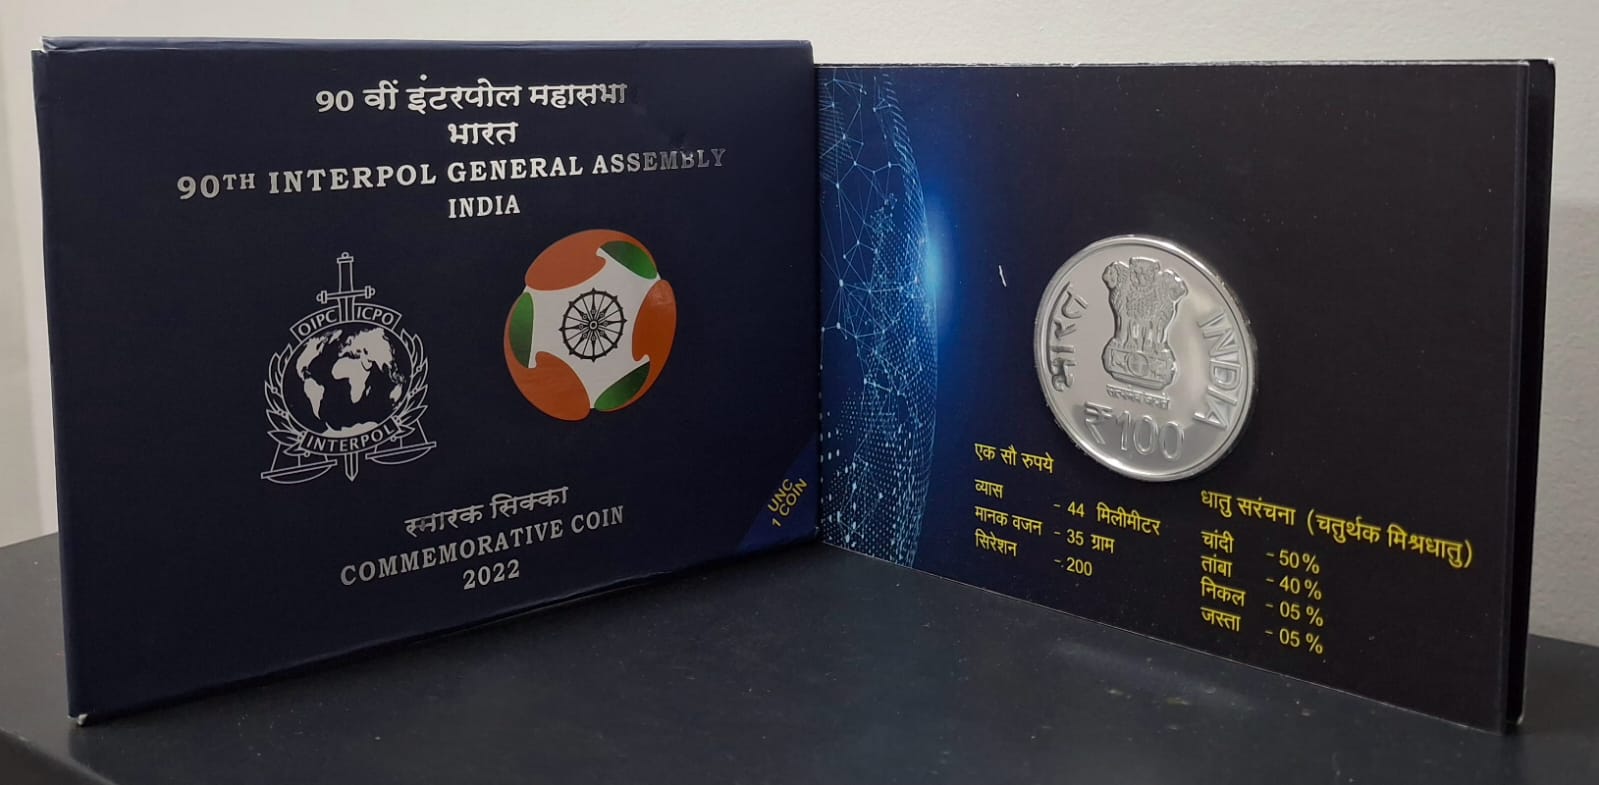 90 वीं इंटरपोल महासभा
भारत
90TH INTERPOL GENERAL ASSEMBLY
INDIA
OIPC ICPO
INTERPOL
स्मारक सिक्का
COMMEMORATIVE COIN
2022
UNC
1 COIN
भारत
INDIA
सत्यमेव जयते
₹100
एक सौ रुपये
व्यास - 44 मिलीमीटर
मानक वजन - 35 ग्राम
सिरेशन - 200
धातु सरंचना (चतुर्थक मिश्रधातु)
चांदी - 50%
तांबा - 40%
निकल - 05%
जस्ता - 05%